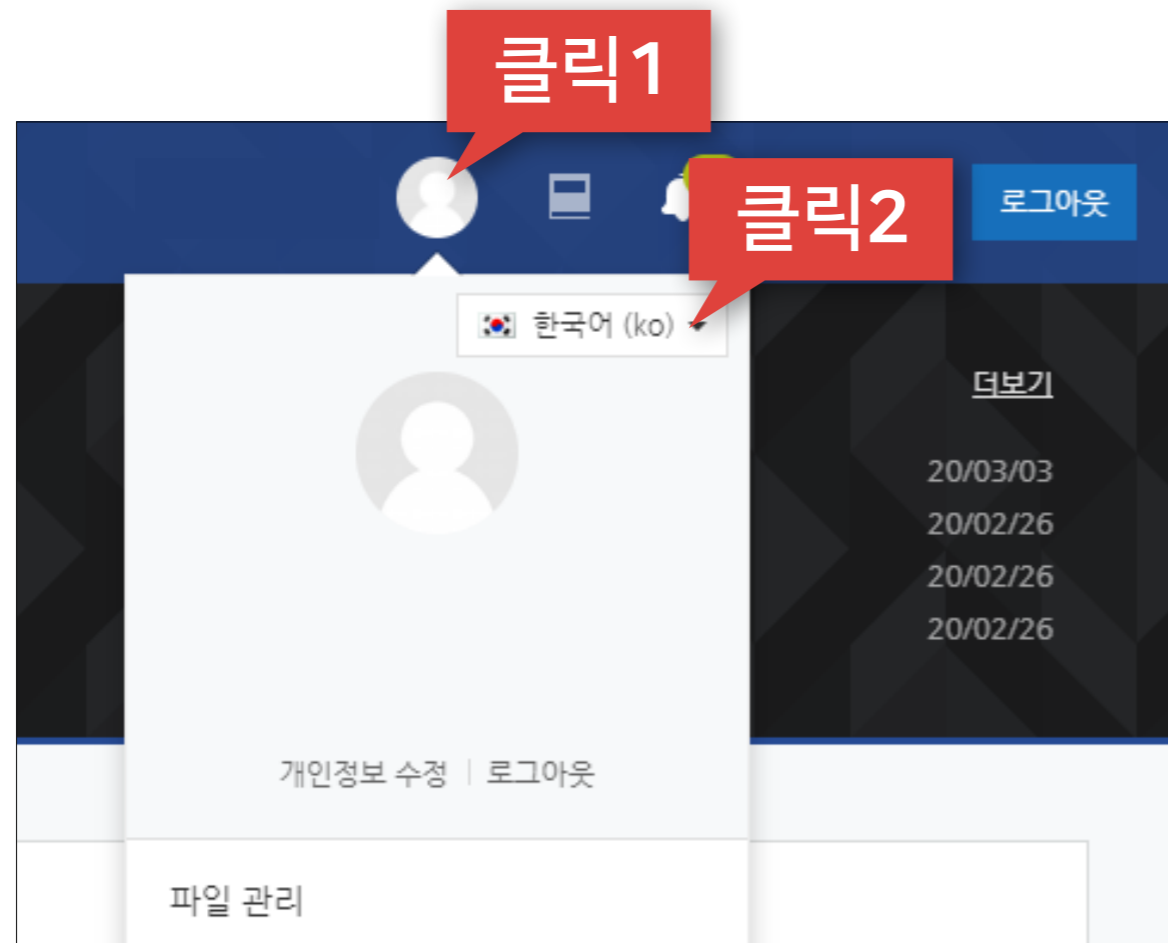 클릭1
클릭2
로그아웃
한국어 (ko)
더보기
20/03/03
20/02/26
20/02/26
20/02/26
개인정보 수정 | 로그아웃
파일 관리